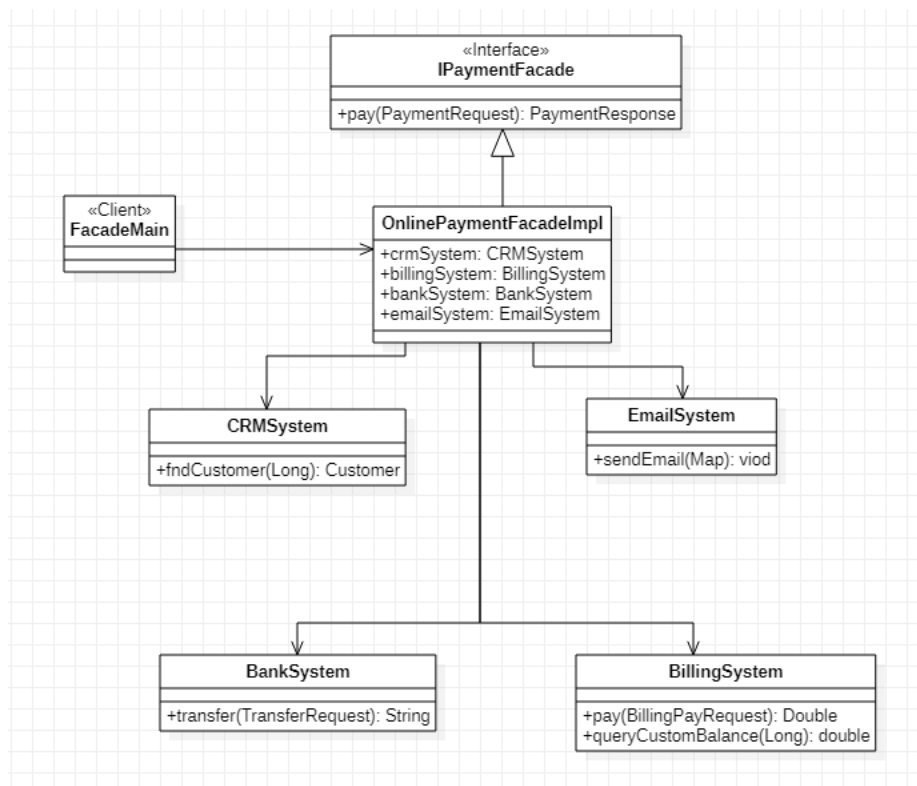 «Interface»
IPaymentFacade
+pay(PaymentRequest): PaymentResponse
«Client»
FacadeMain
OnlinePaymentFacadeImpl
+crmSystem: CRMSystem
+billingSystem: BillingSystem
+bankSystem: BankSystem
+emailSystem: EmailSystem
CRMSystem
+fndCustomer(Long): Customer
EmailSystem
+sendEmail(Map): viod
BankSystem
+transfer(TransferRequest): String
BillingSystem
+pay(BillingPayRequest): Double
+queryCustomBalance(Long): double